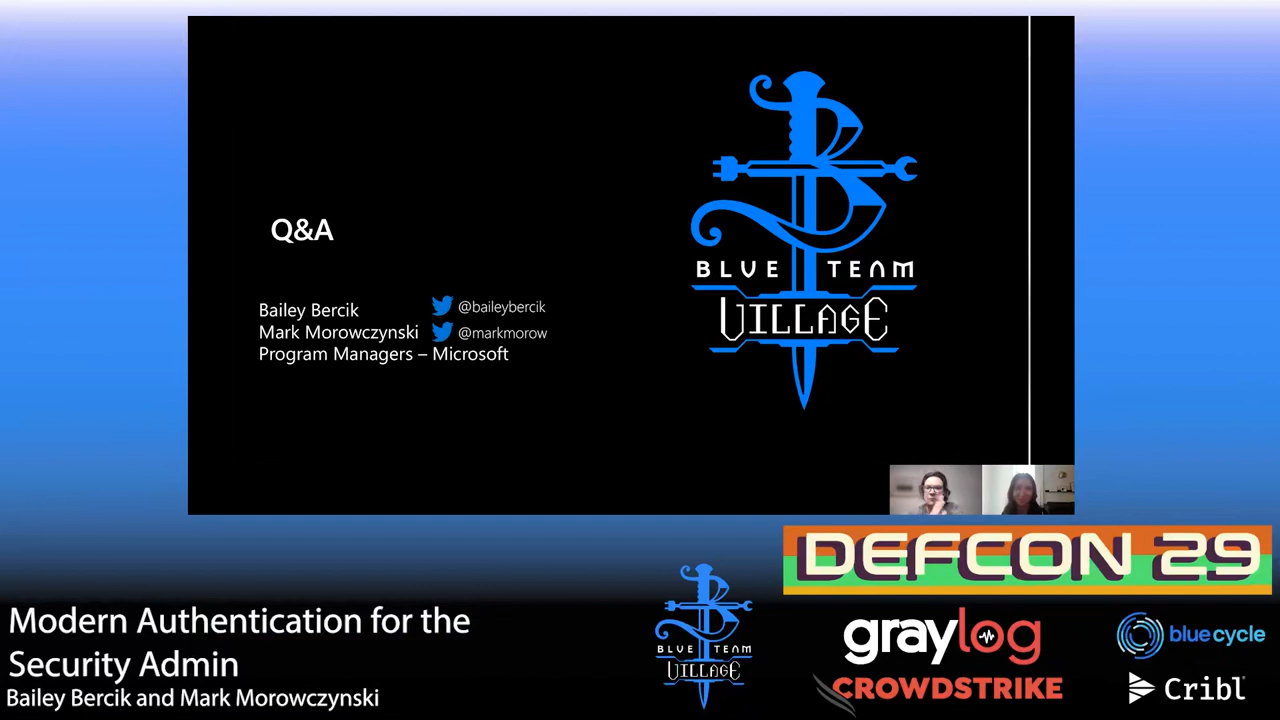 Q&A
Bailey Bercik @baileybercik
Mark Morowczynski @markmorow
Program Managers – Microsoft
BLUE TEAM
VILLAGE
DEFCON 29
Modern Authentication for the
Security Admin
Bailey Bercik and Mark Morowczynski
BLUE TEAM
VILLAGE
graylog
CROWDSTRIKE
bluecycle
Cribl